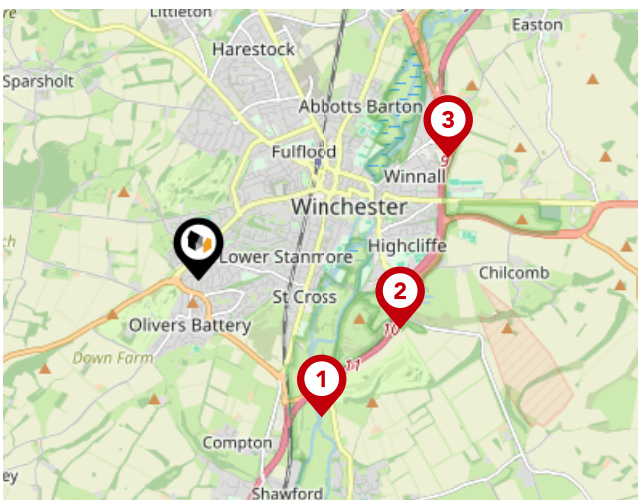 Littleton
Easton
Harestock
Sparsholt
Abbotts Barton
3
Fulflood
9
Winnall
Winchester
Highcliffe
Lower Stanmore
Chilcomb
2
St Cross
Olivers Battery
10
Down Farm
11
1
Compton
Shawford